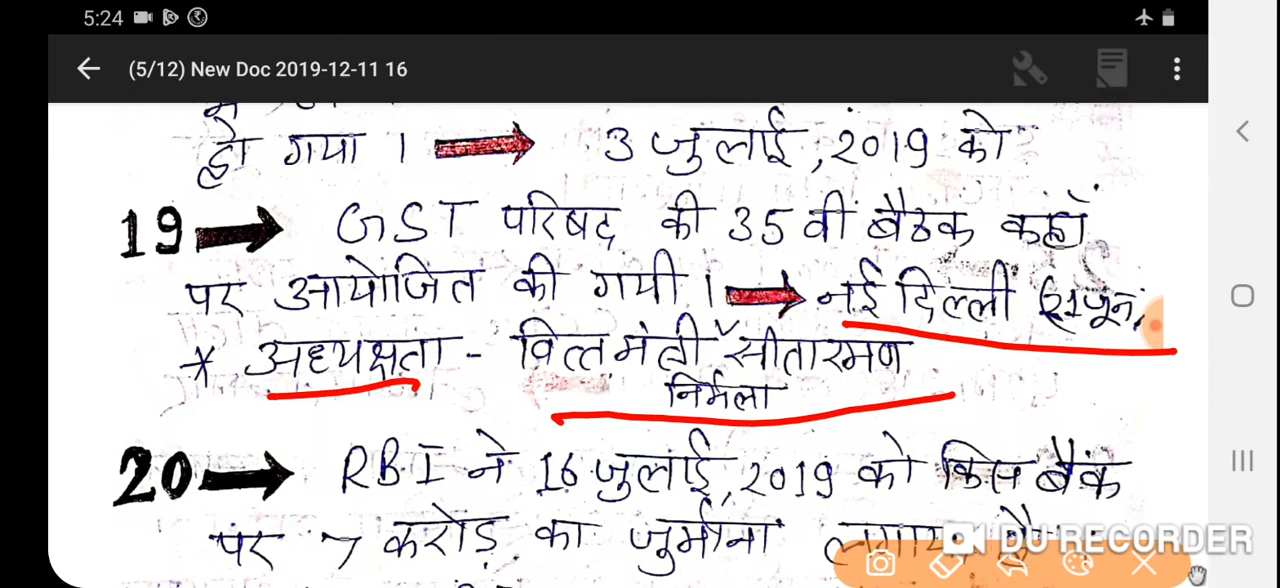 5:24
(5/12) New Doc 2019-12-11 16
हो गया । 3 जुलाई, 2019 को
19 GST परिषद की 35 वीं बैठक कहाँ
पर आयोजित की गयी । नई दिल्ली (21 जून,
* अध्यक्षता - वित्तमंत्री सीतारमण
निर्मला
20 RBI ने 16 जुलाई, 2019 को किस बैंक
पर 7 करोड़ का जुर्माना लगाया
DU RECORDER